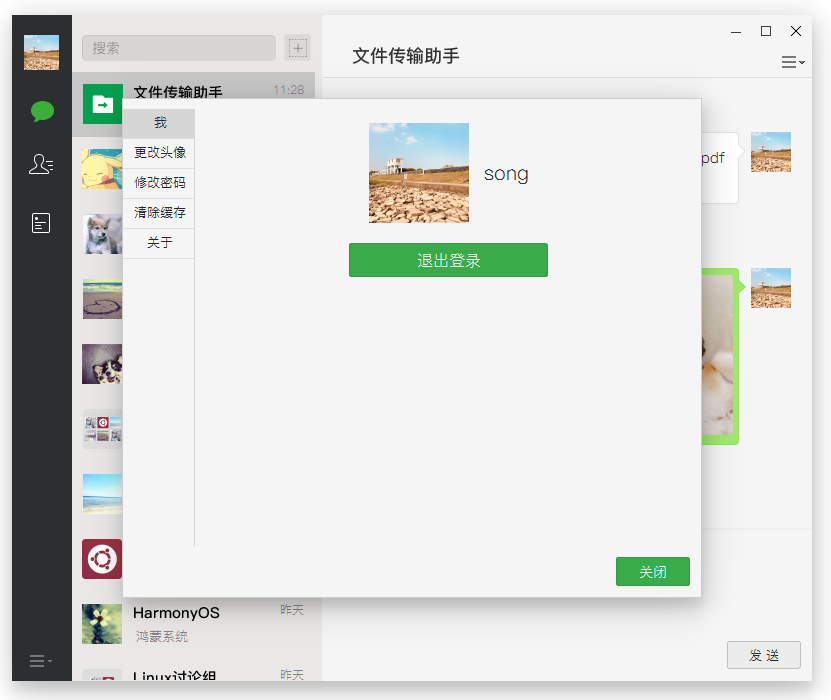 搜索
文件传输助手
文件传输助手
11:28
我
更改头像
修改密码
清除缓存
关于
song
退出登录
pdf
关闭
HarmonyOS
昨天
鸿蒙系统
Linux讨论组
昨天
发 送